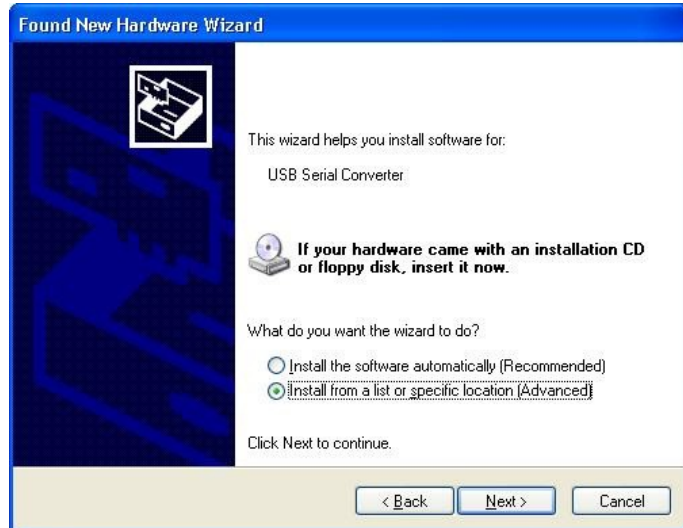 Found New Hardware Wizard
This wizard helps you install software for:
USB Serial Converter
If your hardware came with an installation CD
or floppy disk, insert it now.
What do you want the wizard to do?
Install the software automatically (Recommended)
Install from a list or specific location (Advanced)
Click Next to continue.
< Back Next > Cancel